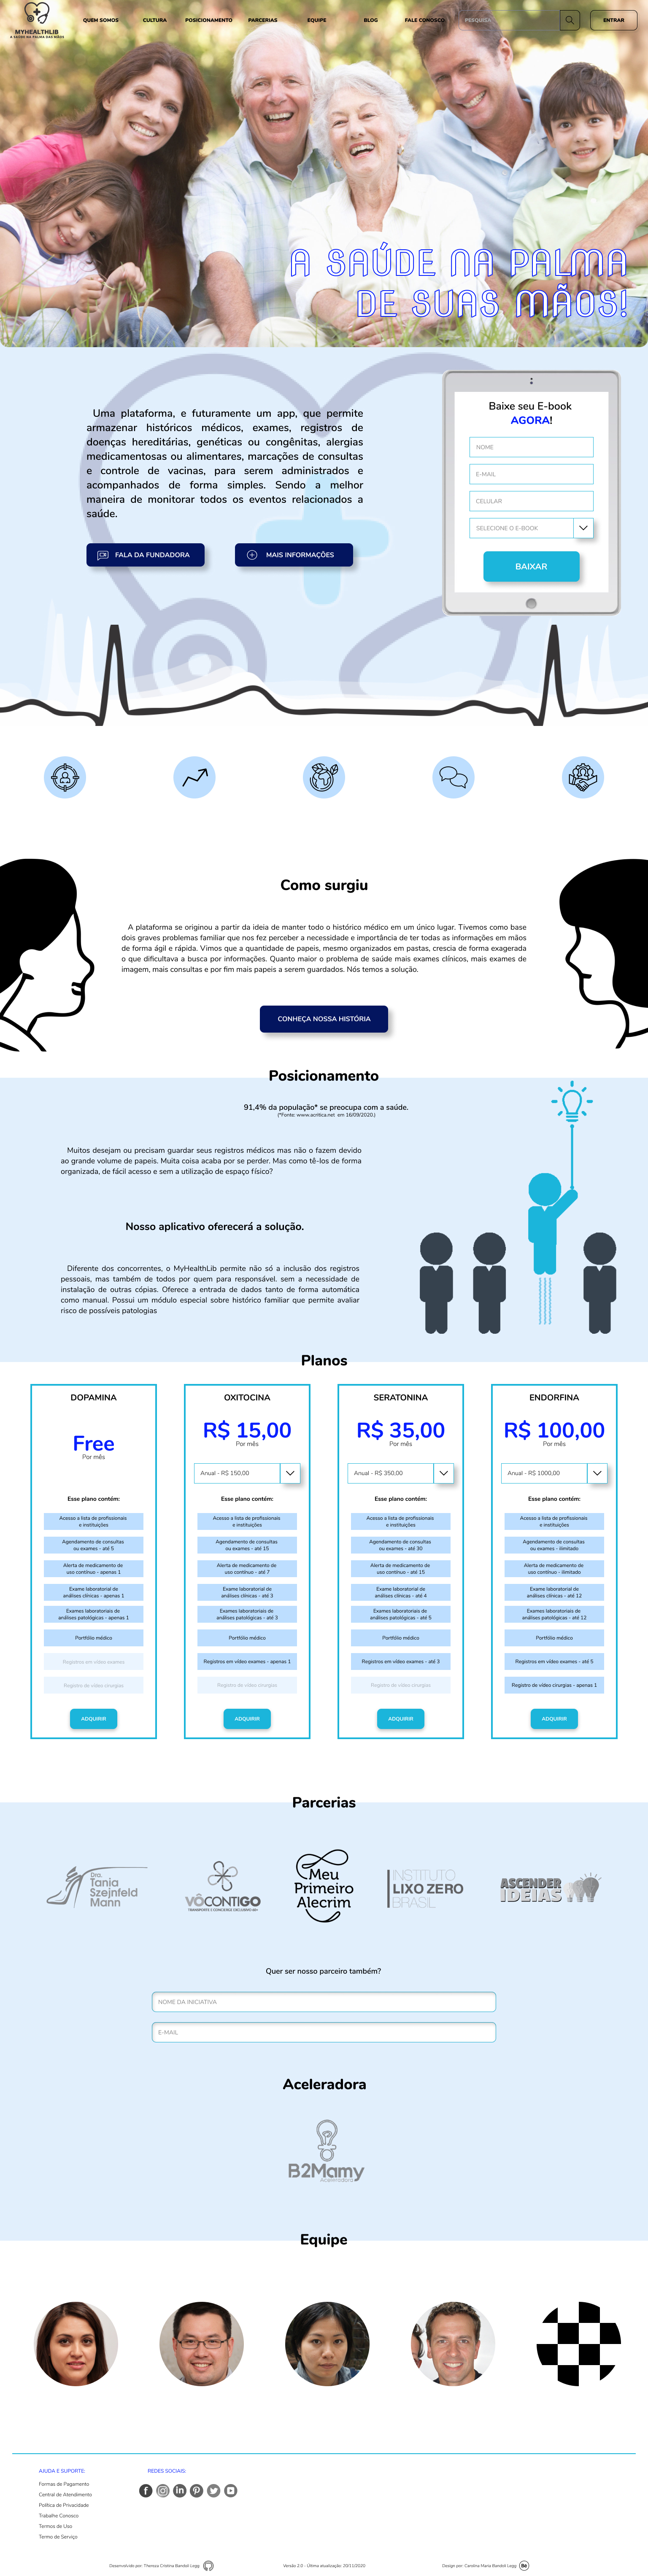 MYHEALTHLIB
A SAÚDE NA PALMA DAS MÃOS
QUEM SOMOS
CULTURA
POSICIONAMENTO
PARCERIAS
EQUIPE
BLOG
FALE CONOSCO
PESQUISA
ENTRAR
A SAÚDE NA PALMA
DE SUAS MÃOS!
Uma plataforma, e futuramente um app, que permite
armazenar históricos médicos, exames, registros de
doenças hereditárias, genéticas ou congênitas, alergias
medicamentosas ou alimentares, marcações de consultas
e controle de vacinas, para serem administrados e
acompanhados de forma simples. Sendo a melhor
maneira de monitorar todos os eventos relacionados a
saúde.
FALA DA FUNDADORA
MAIS INFORMAÇÕES
Baixe seu E-book
AGORA!
NOME
E-MAIL
CELULAR
SELECIONE O E-BOOK
BAIXAR
Como surgiu
A plataforma se originou a partir da ideia de manter todo o histórico médico em um único lugar. Tivemos como base
dois graves problemas familiar que nos fez perceber a necessidade e importância de ter todas as informações em mãos
de forma ágil e rápida. Vimos que a quantidade de papeis, mesmo organizados em pastas, crescia de forma exagerada
o que dificultava a busca por informações. Quanto maior o problema de saúde mais exames clínicos, mais exames de
imagem, mais consultas e por fim mais papeis a serem guardados. Nós temos a solução.
CONHEÇA NOSSA HISTÓRIA
Posicionamento
91,4% da população* se preocupa com a saúde.
(*Fonte: www.acritica.net em 16/09/2020.)
Muitos desejam ou precisam guardar seus registros médicos mas não o fazem devido
ao grande volume de papeis. Muita coisa acaba por se perder. Mas como tê-los de forma
organizada, de fácil acesso e sem a utilização de espaço físico?
Nosso aplicativo oferecerá a solução.
Diferente dos concorrentes, o MyHealthLib permite não só a inclusão dos registros
pessoais, mas também de todos por quem para responsável. sem a necessidade de
instalação de outras cópias. Oferece a entrada de dados tanto de forma automática
como manual. Possui um módulo especial sobre histórico familiar que permite avaliar
risco de possíveis patologias
Planos
DOPAMINA
Free
Por mês
Esse plano contém:
Acesso a lista de profissionais
e instituições
Agendamento de consultas
ou exames - até 5
Alerta de medicamento de
uso contínuo - apenas 1
Exame laboratorial de
análises clínicas - apenas 1
Exames laboratoriais de
análises patológicas - apenas 1
Portfólio médico
Registros em vídeo exames
Registro de vídeo cirurgias
ADQUIRIR
OXITOCINA
R$ 15,00
Por mês
Anual - R$ 150,00
Esse plano contém:
Acesso a lista de profissionais
e instituições
Agendamento de consultas
ou exames - até 15
Alerta de medicamento de
uso contínuo - até 7
Exame laboratorial de
análises clínicas - até 3
Exames laboratoriais de
análises patológicas - até 3
Portfólio médico
Registros em vídeo exames - apenas 1
Registro de vídeo cirurgias
ADQUIRIR
SERATONINA
R$ 35,00
Por mês
Anual - R$ 350,00
Esse plano contém:
Acesso a lista de profissionais
e instituições
Agendamento de consultas
ou exames - até 30
Alerta de medicamento de
uso contínuo - até 15
Exame laboratorial de
análises clínicas - até 4
Exames laboratoriais de
análises patológicas - até 5
Portfólio médico
Registros em vídeo exames - até 3
Registro de vídeo cirurgias
ADQUIRIR
ENDORFINA
R$ 100,00
Por mês
Anual - R$ 1000,00
Esse plano contém:
Acesso a lista de profissionais
e instituições
Agendamento de consultas
ou exames - ilimitado
Alerta de medicamento de
uso contínuo - ilimitado
Exame laboratorial de
análises clínicas - até 12
Exames laboratoriais de
análises patológicas - até 12
Portfólio médico
Registros em vídeo exames - até 5
Registro de vídeo cirurgias - apenas 1
ADQUIRIR
Parcerias
Dra.
Tania
Szejnfeld
Mann
VÔCONTIGO
TRANSPORTE E CONCIERGE EXCLUSIVO 60+
Meu
Primeiro
Alecrim
INSTITUTO
LIXO ZERO
BRASIL
ASCENDER
IDEIAS
Quer ser nosso parceiro também?
NOME DA INICIATIVA
E-MAIL
Aceleradora
B2Mamy
Aceleradora
Equipe
AJUDA E SUPORTE:
Formas de Pagamento
Central de Atendimento
Política de Privacidade
Trabalhe Conosco
Termos de Uso
Termo de Serviço
REDES SOCIAIS:
Desenvolvido por: Thereza Cristina Bandoli Legg
Versão 2.0 - Última atualização: 20/11/2020
Design por: Carolina Maria Bandoli Legg
Bē